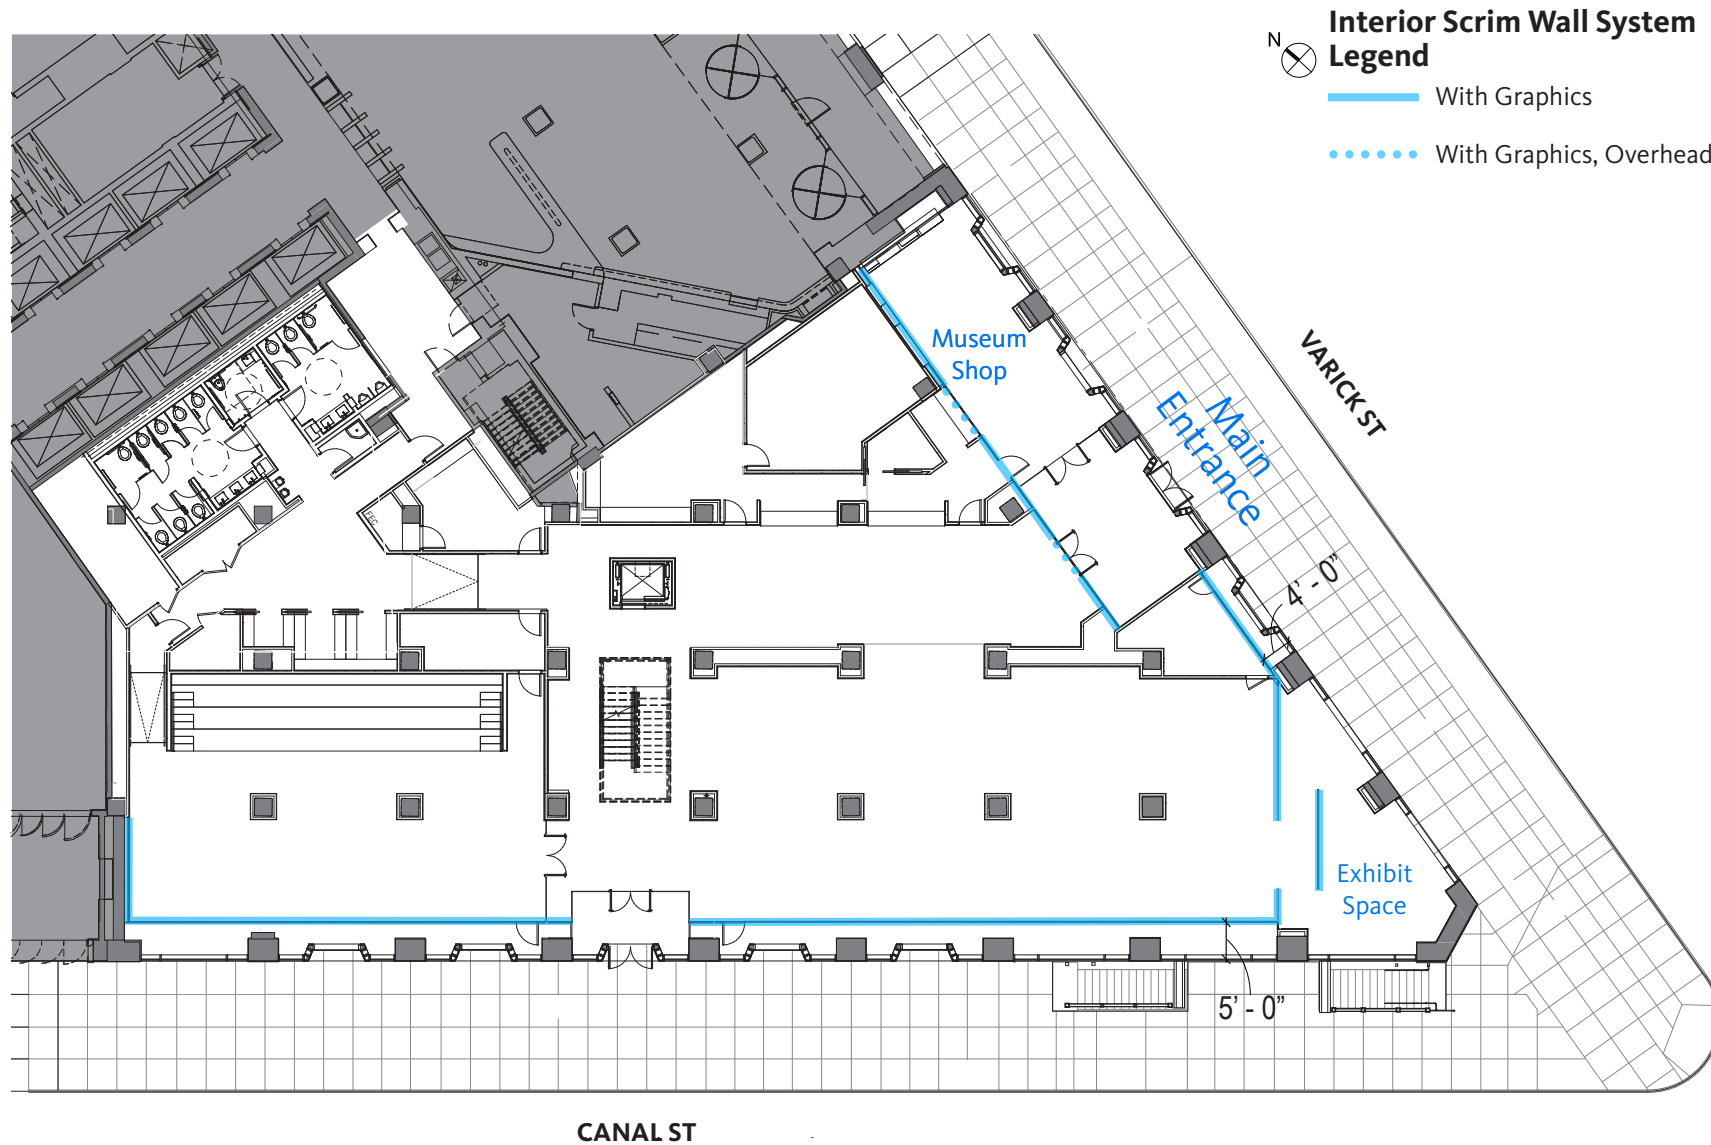 Interior Scrim Wall System
Legend
N
With Graphics
With Graphics, Overhead
Museum
Shop
VARICK ST
Main
Entrance
FEC
4' - 0"
Exhibit
Space
5' - 0"
CANAL ST